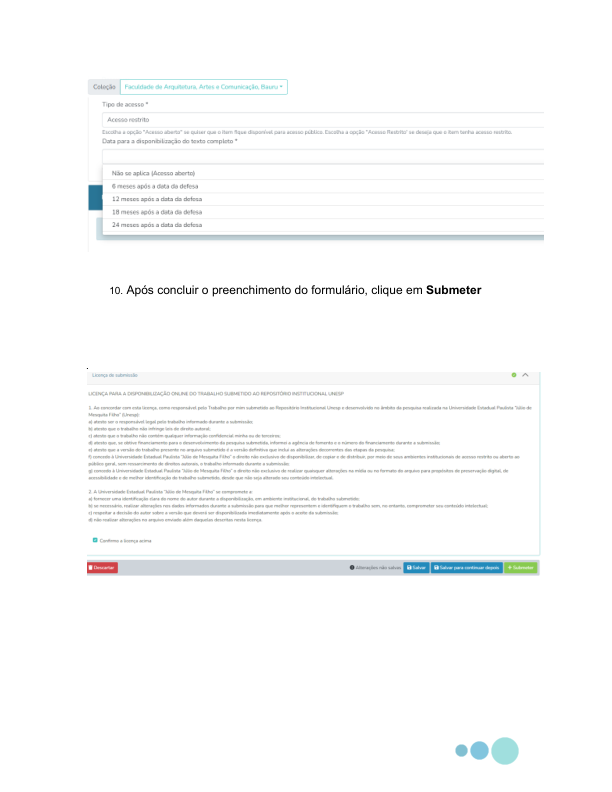 Coleção Faculdade de Arquitetura, Artes e Comunicação, Bauru
Tipo de acesso *
Acesso restrito
Escolha a opção "Acesso aberto" se quiser que o item fique disponível para acesso público. Escolha a opção "Acesso Restrito" se deseja que o item tenha acesso restrito.
Data para a disponibilização do texto completo *
Não se aplica (Acesso aberto)
6 meses após a data da defesa
12 meses após a data da defesa
18 meses após a data da defesa
24 meses após a data da defesa
10. Após concluir o preenchimento do formulário, clique em Submeter
.
Licença de submissão
LICENÇA PARA A DISPONIBILIZAÇÃO ONLINE DO TRABALHO SUBMETIDO AO REPOSITÓRIO INSTITUCIONAL UNESP
1. Ao concordar com esta licença, como responsável pelo Trabalho por mim submetido ao Repositório Institucional Unesp e desenvolvido no âmbito da pesquisa realizada na Universidade Estadual Paulista "Júlio de
Mesquita Filho" (Unesp):
a) atesto ser o responsável legal pelo trabalho informado durante a submissão;
b) atesto que o trabalho não infringe leis de direito autoral;
c) atesto que o trabalho não contém qualquer informação confidencial minha ou de terceiros;
d) atesto que, se obtive financiamento para o desenvolvimento da pesquisa submetida, informei a agência de fomento e o número do financiamento durante a submissão;
e) atesto que a versão do trabalho presente no arquivo submetido é a versão definitiva que inclui as alterações decorrentes das etapas da pesquisa;
f) concedo à Universidade Estadual Paulista "Júlio de Mesquita Filho" o direito não exclusivo de disponibilizar, de copiar e de distribuir, por meio de seus ambientes institucionais de acesso restrito ou aberto ao
público geral, sem ressarcimento de direitos autorais, o trabalho informado durante a submissão;
g) concedo à Universidade Estadual Paulista "Júlio de Mesquita Filho" o direito não exclusivo de realizar quaisquer alterações na mídia ou no formato do arquivo para propósitos de preservação digital, de
acessibilidade e de melhor identificação do trabalho submetido, desde que não seja alterado seu conteúdo intelectual.
2. A Universidade Estadual Paulista "Júlio de Mesquita Filho" se compromete a:
a) fornecer uma identificação clara do nome do autor durante a disponibilização, em ambiente institucional, do trabalho submetido;
b) se necessário, realizar alterações nos dados informados durante a submissão para que melhor representem e identifiquem o trabalho sem, no entanto, comprometer seu conteúdo intelectual;
c) respeitar a decisão do autor sobre a versão que deverá ser disponibilizada imediatamente após o aceite da submissão;
d) não realizar alterações no arquivo enviado além daquelas descritas nesta licença.
Confirmo a licença acima
Descartar Alterações não salvas Salvar Salvar para continuar depois + Submeter